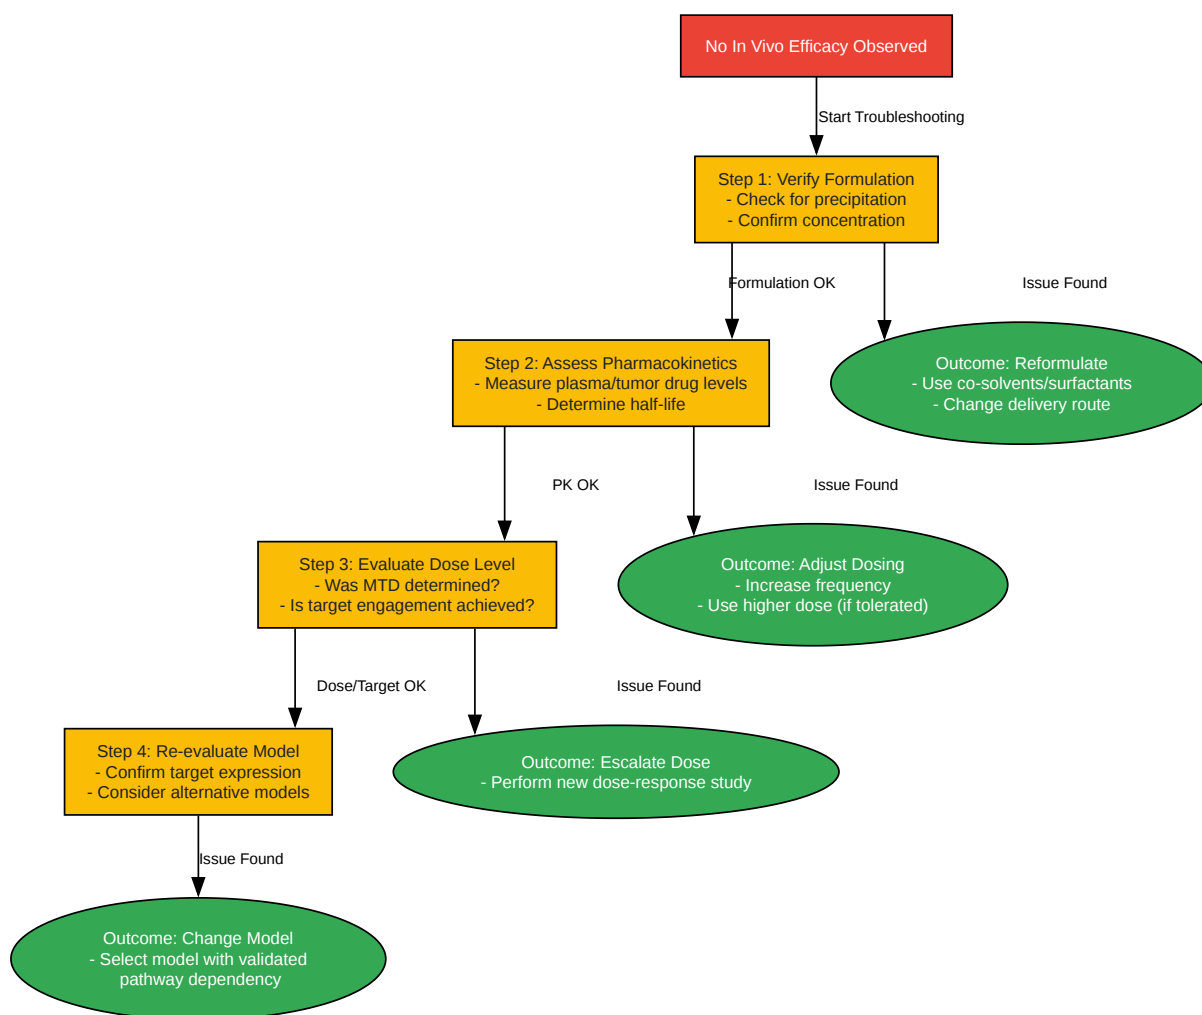 No In Vivo Efficacy Observed
Start Troubleshooting
Step 1: Verify Formulation
- Check for precipitation
- Confirm concentration
Formulation OK
Issue Found
Step 2: Assess Pharmacokinetics
- Measure plasma/tumor drug levels
- Determine half-life
Outcome: Reformulate
- Use co-solvents/surfactants
- Change delivery route
PK OK
Issue Found
Step 3: Evaluate Dose Level
- Was MTD determined?
- Is target engagement achieved?
Outcome: Adjust Dosing
- Increase frequency
- Use higher dose (if tolerated)
Dose/Target OK
Issue Found
Step 4: Re-evaluate Model
- Confirm target expression
- Consider alternative models
Outcome: Escalate Dose
- Perform new dose-response study
Issue Found
Outcome: Change Model
- Select model with validated
pathway dependency